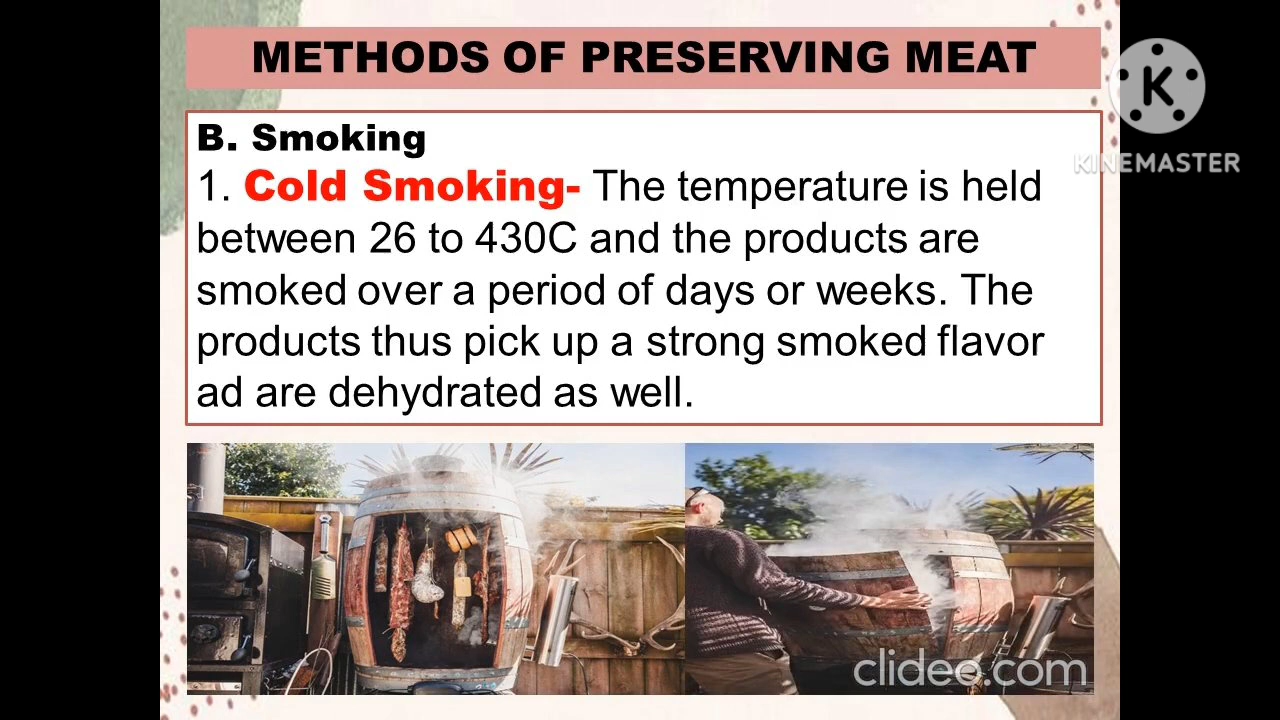 METHODS OF PRESERVING MEAT
K
KINEMASTER
B. Smoking
1. Cold Smoking- The temperature is held
between 26 to 430C and the products are
smoked over a period of days or weeks. The
products thus pick up a strong smoked flavor
ad are dehydrated as well.
clideo.com